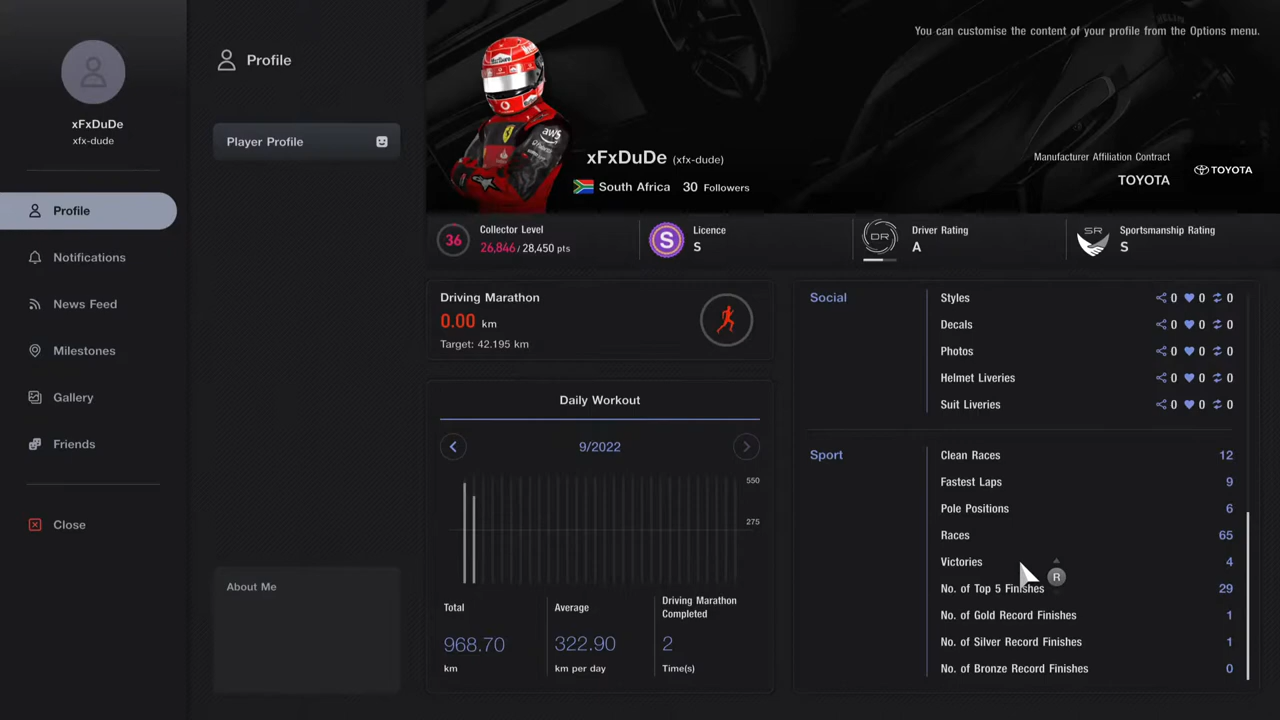 You can customise the content of your profile from the Options menu.
xFxDuDe
xfx-dude
Profile
Notifications
News Feed
Milestones
Gallery
Friends
Close
Profile
Player Profile
About Me
aws
xFxDuDe (xfx-dude)
South Africa 30 Followers
Manufacturer Affiliation Contract
TOYOTA
TOYOTA
36
Collector Level
26,846 / 28,450 pts
S
Licence
S
DR
Driver Rating
A
SR
Sportsmanship Rating
S
Driving Marathon
0.00 km
Target: 42.195 km
Daily Workout
9/2022
550
275
Total
968.70
km
Average
322.90
km per day
Driving Marathon
Completed
2
Time(s)
Social
Styles 0 0 0
Decals 0 0 0
Photos 0 0 0
Helmet Liveries 0 0 0
Suit Liveries 0 0 0
Sport
Clean Races 12
Fastest Laps 9
Pole Positions 6
Races 65
Victories 4
R
No. of Top 5 Finishes 29
No. of Gold Record Finishes 1
No. of Silver Record Finishes 1
No. of Bronze Record Finishes 0